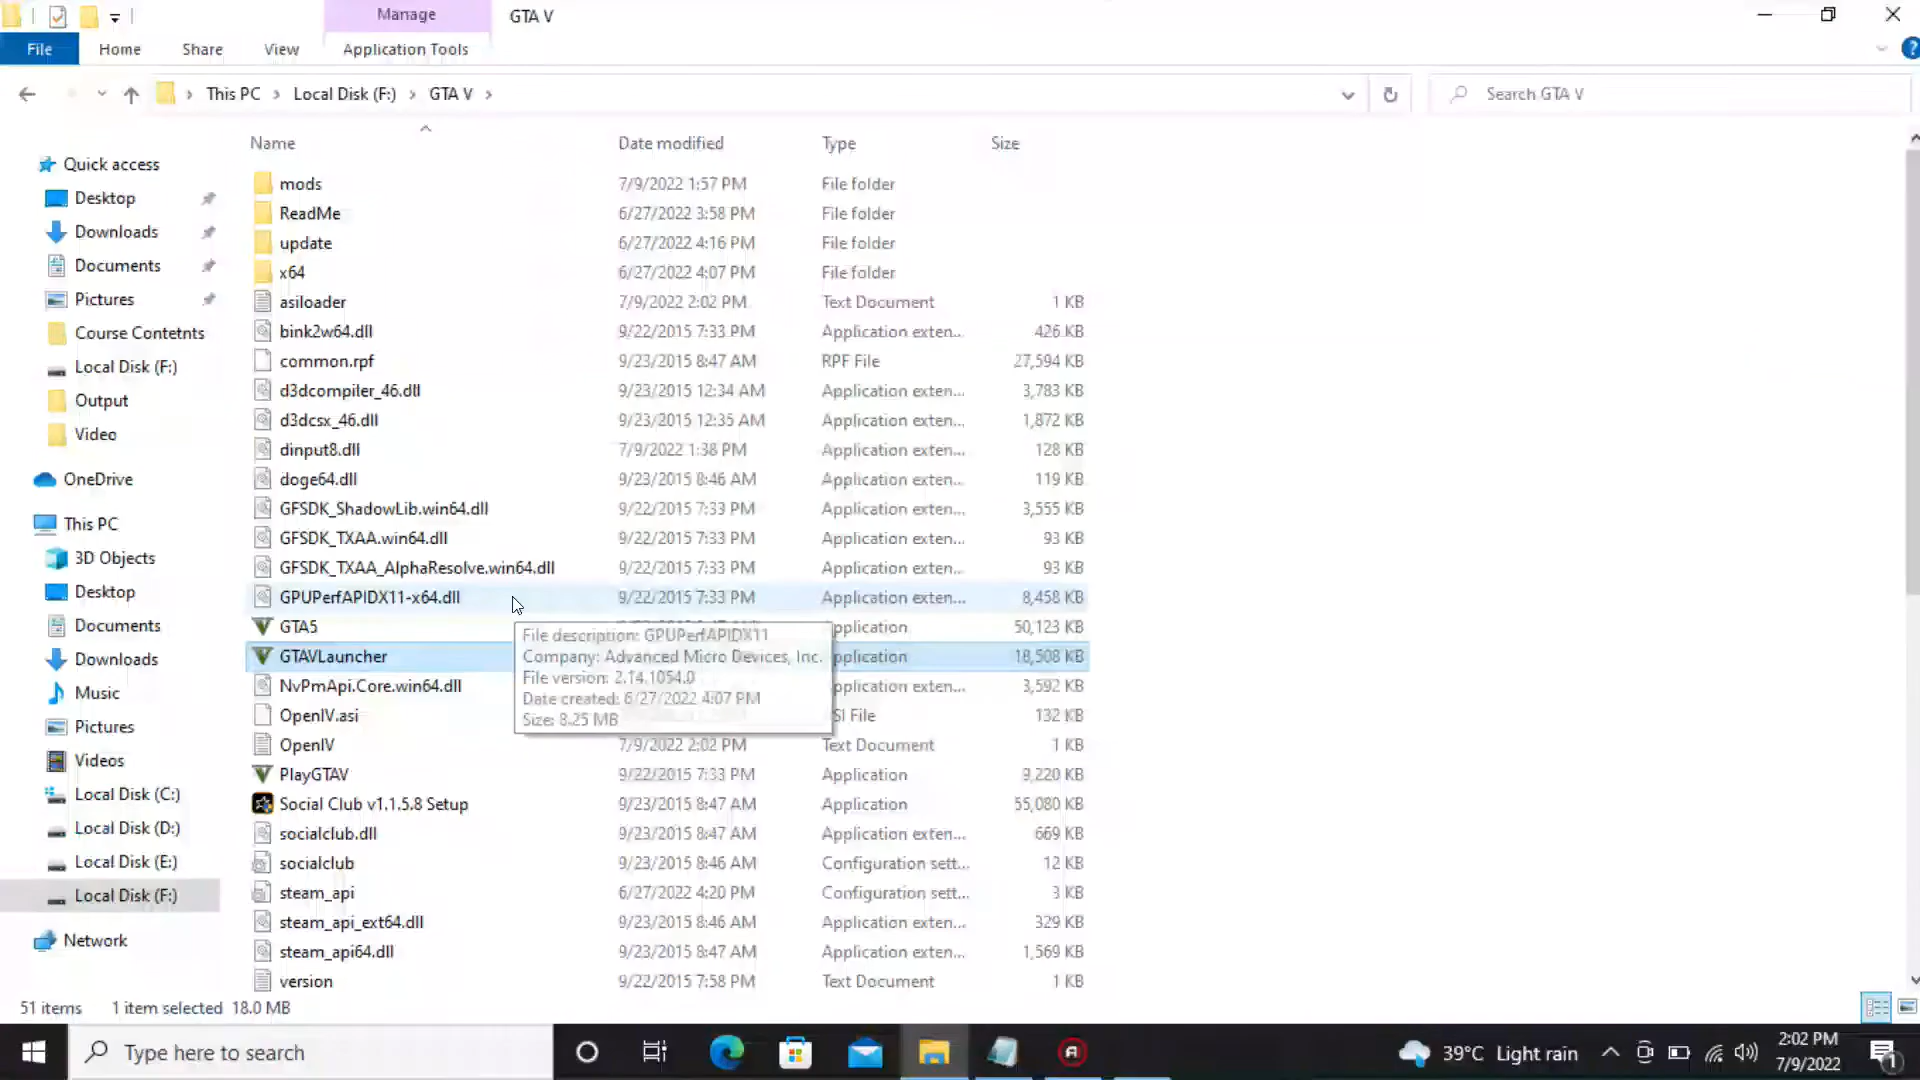 Manage
GTA V
File
Home
Share
View
Application Tools
This PC
Local Disk (F:)
GTA V
Search GTA V
Name
Date modified
Type
Size
Quick access
Desktop
Downloads
Documents
Pictures
Course Contetnts
Local Disk (F:)
Output
Video
OneDrive
This PC
3D Objects
Desktop
Documents
Downloads
Music
Pictures
Videos
Local Disk (C:)
Local Disk (D:)
Local Disk (E:)
Local Disk (F:)
Network
mods 7/9/2022 1:57 PM File folder
ReadMe 6/27/2022 3:58 PM File folder
update 6/27/2022 4:16 PM File folder
x64 6/27/2022 4:07 PM File folder
asiloader 7/9/2022 2:02 PM Text Document 1 KB
bink2w64.dll 9/22/2015 7:33 PM Application exten... 426 KB
common.rpf 9/23/2015 8:47 AM RPF File 27,594 KB
d3dcompiler_46.dll 9/23/2015 12:34 AM Application exten... 3,783 KB
d3dcsx_46.dll 9/23/2015 12:35 AM Application exten... 1,872 KB
dinput8.dll 7/9/2022 1:38 PM Application exten... 128 KB
doge64.dll 9/23/2015 8:46 AM Application exten... 119 KB
GFSDK_ShadowLib.win64.dll 9/22/2015 7:33 PM Application exten... 3,555 KB
GFSDK_TXAA.win64.dll 9/22/2015 7:33 PM Application exten... 93 KB
GFSDK_TXAA_AlphaResolve.win64.dll 9/22/2015 7:33 PM Application exten... 93 KB
GPUPerfAPIDX11-x64.dll 9/22/2015 7:33 PM Application exten... 8,458 KB
GTA5 pplication 50,123 KB
GTAVLauncher pplication 18,508 KB
NvPmApi.Core.win64.dll pplication exten... 3,592 KB
OpenIV.asi SI File 132 KB
OpenIV 7/9/2022 2:02 PM Text Document 1 KB
PlayGTAV 9/22/2015 7:33 PM Application 9,220 KB
Social Club v1.1.5.8 Setup 9/23/2015 8:47 AM Application 55,080 KB
socialclub.dll 9/23/2015 8:47 AM Application exten... 669 KB
socialclub 9/23/2015 8:46 AM Configuration sett... 12 KB
steam_api 6/27/2022 4:20 PM Configuration sett... 3 KB
steam_api_ext64.dll 9/23/2015 8:46 AM Application exten... 329 KB
steam_api64.dll 9/23/2015 8:47 AM Application exten... 1,569 KB
version 9/22/2015 7:58 PM Text Document 1 KB
File description: GPUPerfAPIDX11
Company: Advanced Micro Devices, Inc.
File version: 2.14.1054.0
Date created: 6/27/2022 4:07 PM
Size: 8.25 MB
51 items
1 item selected 18.0 MB
Type here to search
39°C Light rain
2:02 PM
7/9/2022
1